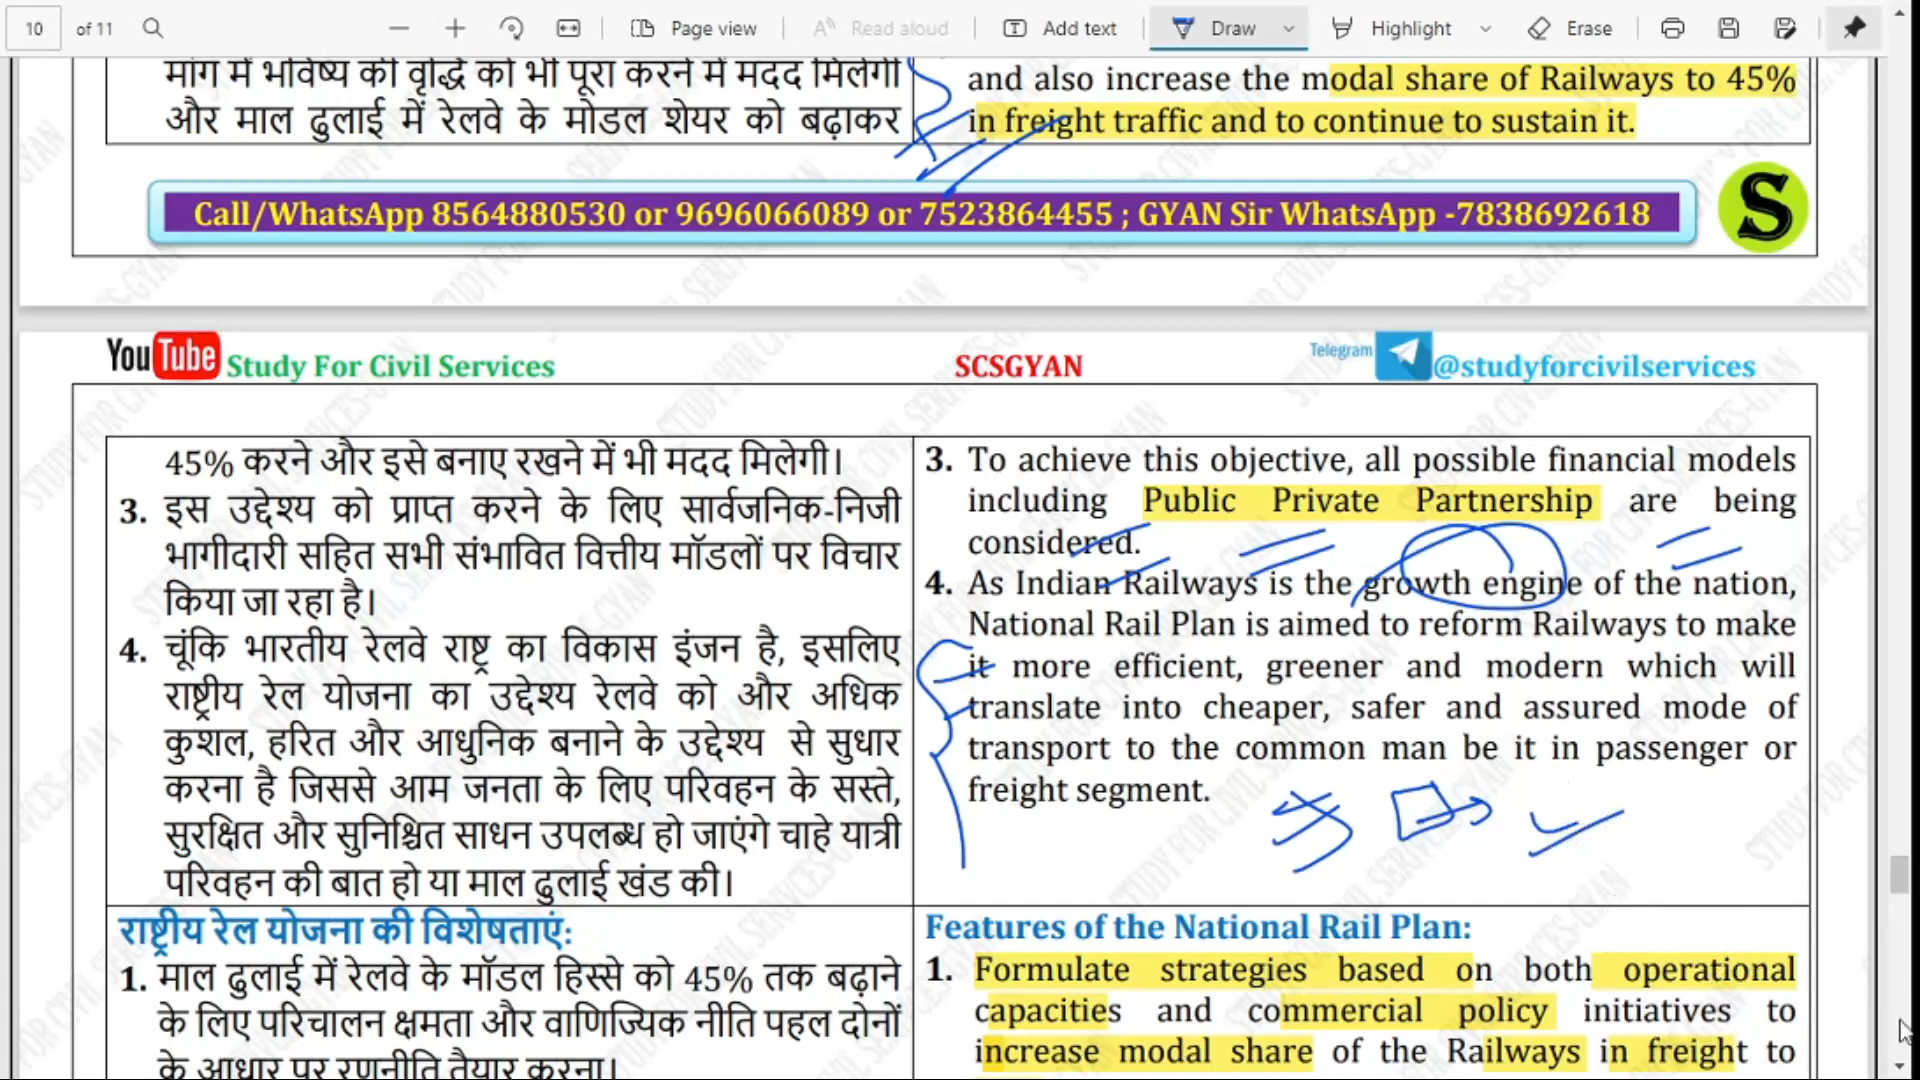 10 of 11 Page view Read aloud Add text Draw Highlight Erase
मांग में भविष्य की वृद्धि को भी पूरा करने में मदद मिलेगी
और माल ढुलाई में रेलवे के मोडल शेयर को बढ़ाकर
and also increase the modal share of Railways to 45%
in freight traffic and to continue to sustain it.
Call/WhatsApp 8564880530 or 9696066089 or 7523864455 ; GYAN Sir WhatsApp -7838692618
S
YouTube Study For Civil Services SCSGYAN Telegram @studyforcivilservices
45% करने और इसे बनाए रखने में भी मदद मिलेगी।
3. इस उद्देश्य को प्राप्त करने के लिए सार्वजनिक-निजी
भागीदारी सहित सभी संभावित वित्तीय मॉडलों पर विचार
किया जा रहा है।
4. चूंकि भारतीय रेलवे राष्ट्र का विकास इंजन है, इसलिए
राष्ट्रीय रेल योजना का उद्देश्य रेलवे को और अधिक
कुशल, हरित और आधुनिक बनाने के उद्देश्य से सुधार
करना है जिससे आम जनता के लिए परिवहन के सस्ते,
सुरक्षित और सुनिश्चित साधन उपलब्ध हो जाएंगे चाहे यात्री
परिवहन की बात हो या माल ढुलाई खंड की।
3. To achieve this objective, all possible financial models
including Public Private Partnership are being
considered.
4. As Indian Railways is the growth engine of the nation,
National Rail Plan is aimed to reform Railways to make
it more efficient, greener and modern which will
translate into cheaper, safer and assured mode of
transport to the common man be it in passenger or
freight segment.
राष्ट्रीय रेल योजना की विशेषताएं:
1. माल ढुलाई में रेलवे के मॉडल हिस्से को 45% तक बढ़ाने
के लिए परिचालन क्षमता और वाणिज्यिक नीति पहल दोनों
के आधार पर रणनीति तैयार करना।
Features of the National Rail Plan:
1. Formulate strategies based on both operational
capacities and commercial policy initiatives to
increase modal share of the Railways in freight to